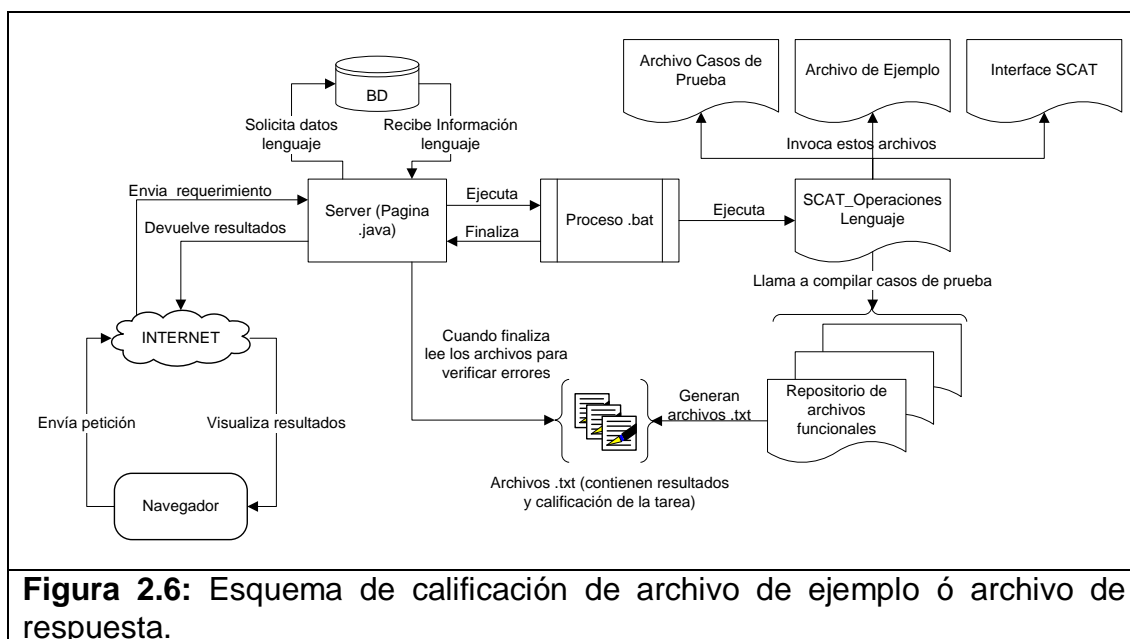 Archivo Casos de
Prueba
Archivo de Ejemplo
Interface SCAT
BD
Solicita datos
lenguaje
Recibe Información
lenguaje
Invoca estos archivos
Envia requerimiento
Devuelve resultados
Server (Pagina
.java)
Ejecuta
Finaliza
Proceso .bat
Ejecuta
SCAT_Operaciones
Lenguaje
Llama a compilar casos de prueba
INTERNET
Cuando finaliza
lee los archivos para
verificar errores
Envía petición
Visualiza resultados
Generan
archivos .txt
Repositorio de
archivos
funcionales
Archivos .txt (contienen resultados
y calificación de la tarea)
Navegador
Figura 2.6: Esquema de calificación de archivo de ejemplo ó archivo de
respuesta.